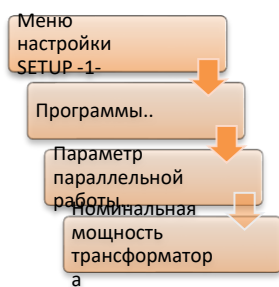 Меню
настройки
SETUP -1-
Программы..
Параметр
параллельной
работы..
Номинальная
мощность
трансформатор
а